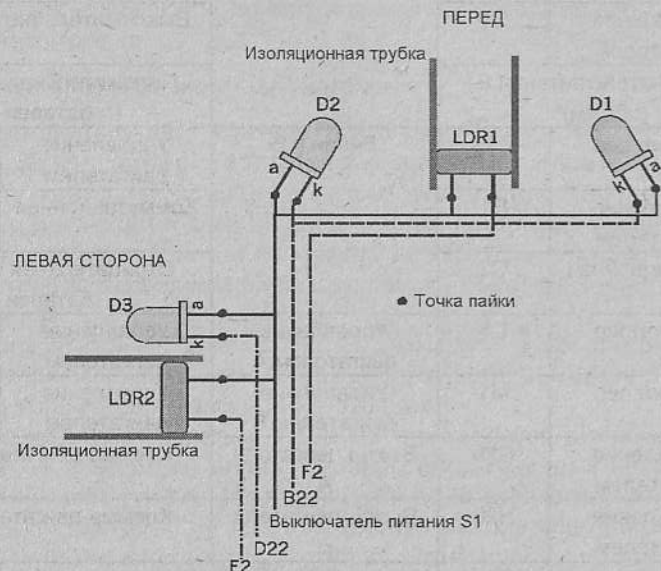 ПЕРЕД
Изоляционная трубка
D2
D1
LDR1
a
k
k
a
ЛЕВАЯ СТОРОНА
D3
a
k
Точка пайки
LDR2
Изоляционная трубка
F2
B22
Выключатель питания S1
D22